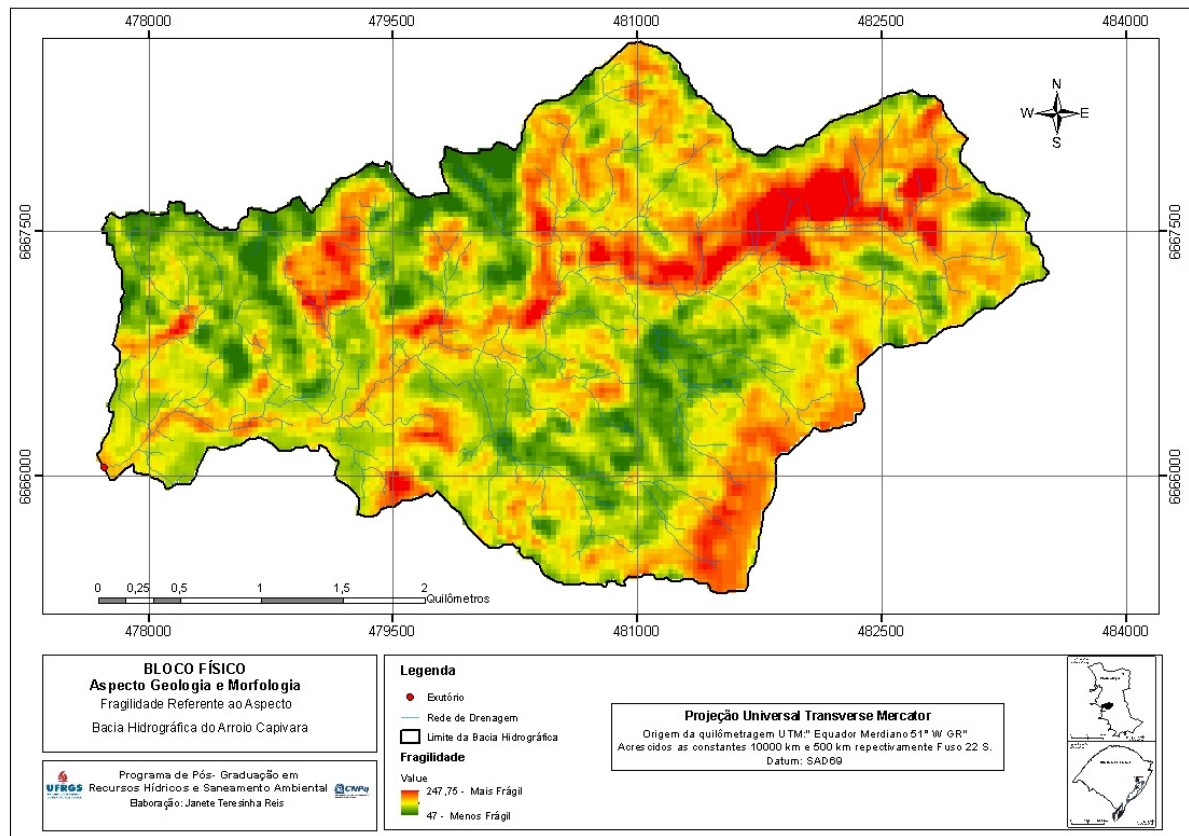 478000 479500 481000 482500 484000
N
W E
S
6667500 6667500
6666000 6666000
0 0,25 0,5 1 1,5 2
Quilômetros
478000 479500 481000 482500 484000
BLOCO FÍSICO
Aspecto Geologia e Morfologia
Fragilidade Referente ao Aspecto
Bacia Hidrográfica do Arroio Capivara
UFRGS
Programa de Pós- Graduação em
Recursos Hídricos e Saneamento Ambiental
Elaboração: Janete Teresinha Reis
CNPq
Legenda
Exutório
Rede de Drenagem
Limite da Bacia Hidrográfica
Fragilidade
Value
247,75 - Mais Frágil
47 - Menos Frágil
Projeção Universal Transverse Mercator
Origem da quilômetragem UTM:" Equador Merdiano 51° W GR"
Acrescidos as constantes 10000 km e 500 km repectivamente Fuso 22 S.
Datum: SAD69